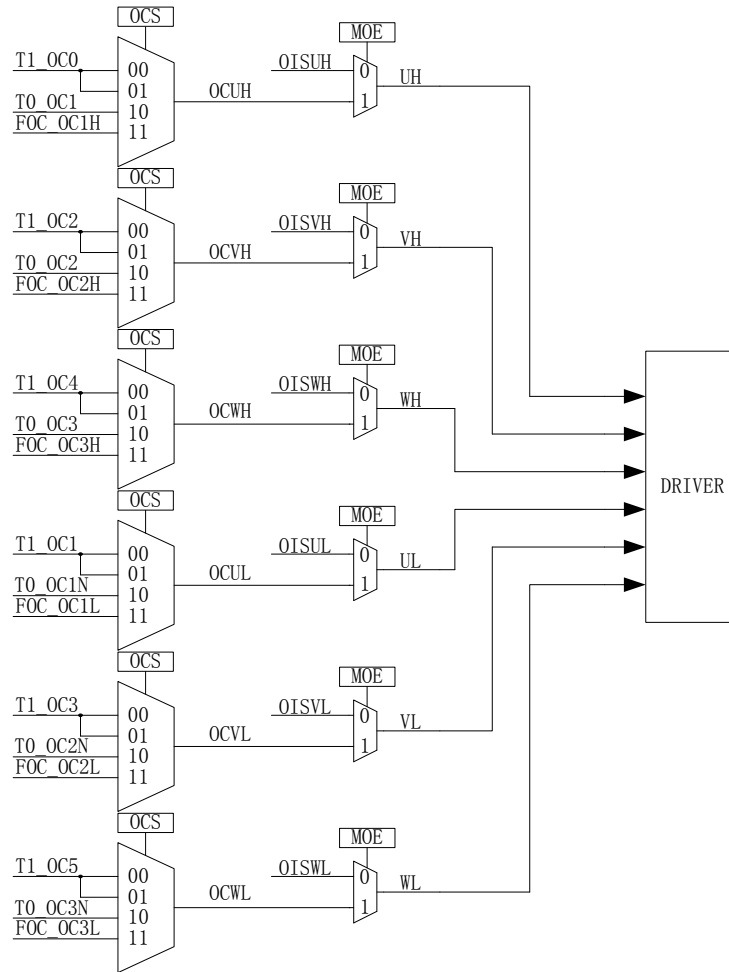 OCS
MOE
T1_OC0
00
OISUH
0
UH
01
OCUH
T0_OC1
10
1
FOC_OC1H
11
OCS
MOE
T1_OC2
00
OISVH
0
VH
01
OCVH
T0_OC2
10
1
FOC_OC2H
11
OCS
MOE
T1_OC4
00
OISWH
0
WH
01
OCWH
T0_OC3
10
1
FOC_OC3H
11
DRIVER
OCS
MOE
T1_OC1
00
OISUL
0
UL
01
OCUL
T0_OC1N
10
1
FOC_OC1L
11
OCS
MOE
T1_OC3
00
OISVL
0
VL
01
OCVL
T0_OC2N
10
1
FOC_OC2L
11
OCS
MOE
T1_OC5
00
OISWL
0
WL
01
OCWL
T0_OC3N
10
1
FOC_OC3L
11